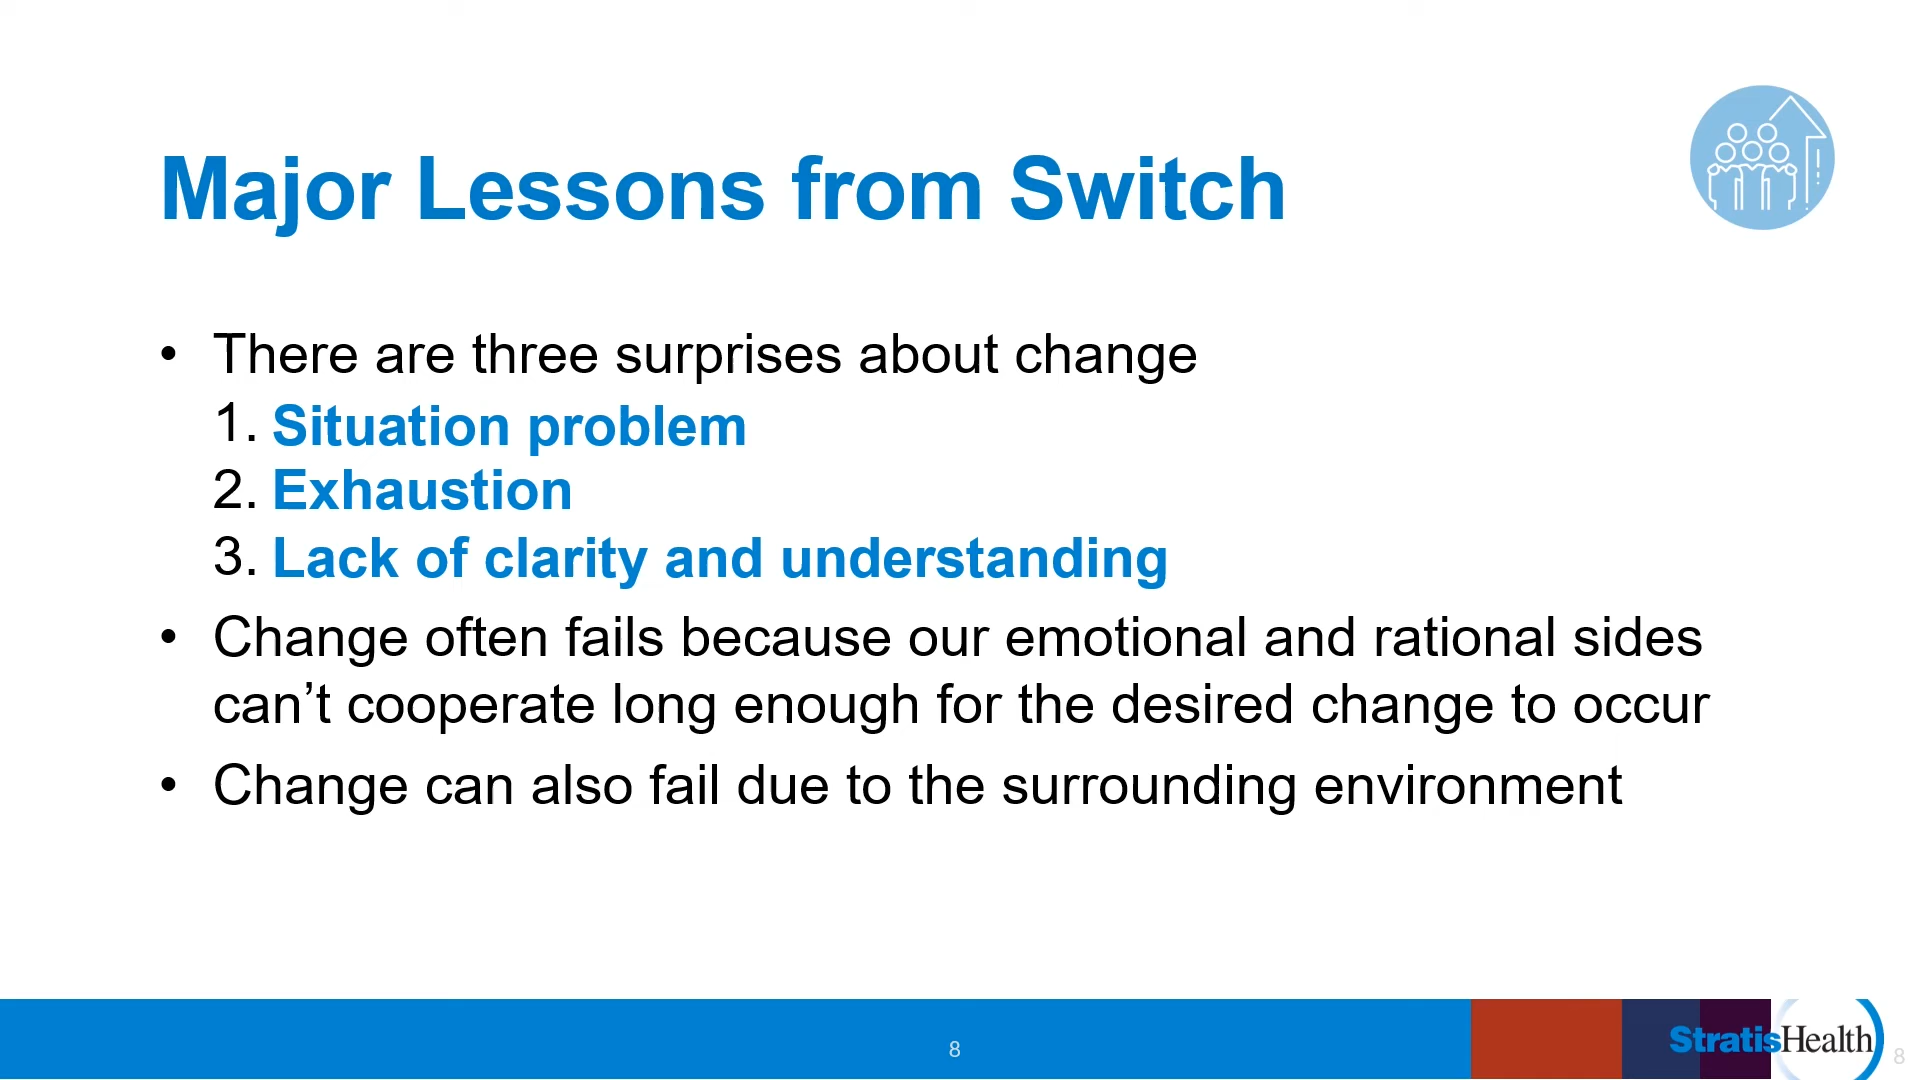 Major Lessons from Switch
• There are three surprises about change
1. Situation problem
2. Exhaustion
3. Lack of clarity and understanding
• Change often fails because our emotional and rational sides
can’t cooperate long enough for the desired change to occur
• Change can also fail due to the surrounding environment
8
StratisHealth
8